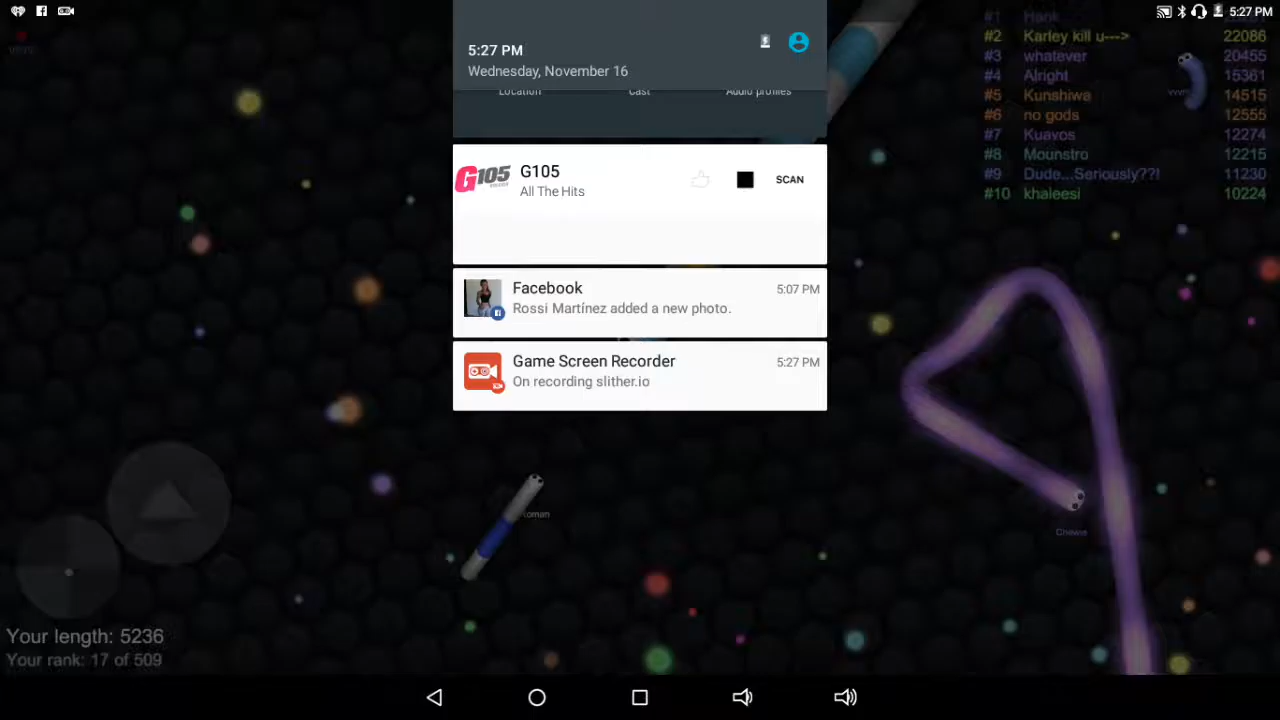 5:27 PM
5:27 PM
Wednesday, November 16
Location
Cast
Audio profiles
G105
G105
All The Hits
SCAN
Facebook
5:07 PM
Rossi Martínez added a new photo.
Game Screen Recorder
5:27 PM
On recording slither.io
#1 Hank
#2 Karley kill u---> 22086
#3 whatever 20455
#4 Alright 15361
#5 Kunshiwa 14515
#6 no gods 12555
#7 Kuavos 12274
#8 Mounstro 12215
#9 Dude...Seriously??! 11230
#10 khaleesi 10224
Chewie
Your length: 5236
Your rank: 17 of 509